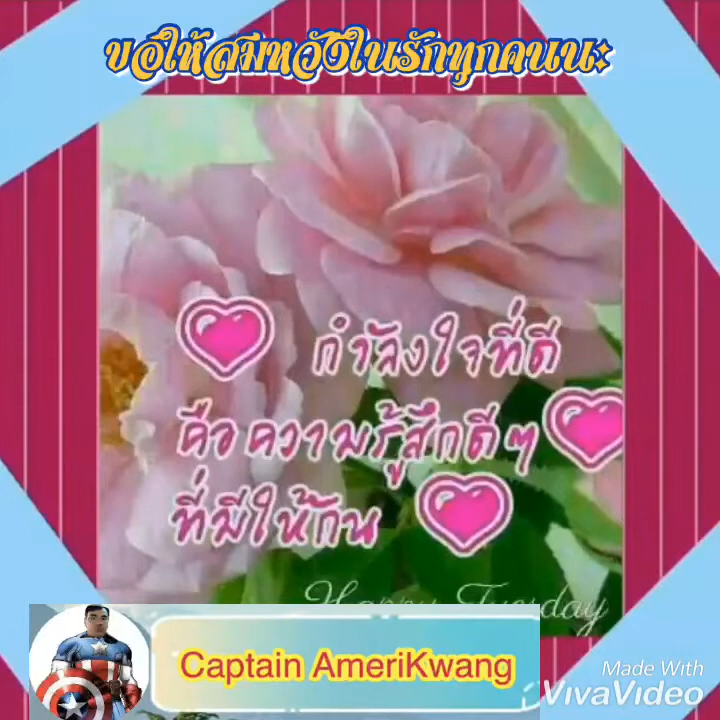 ขอให้สมหวังในรักทุกคนนะ
กำลังใจที่ดี
คือความรู้สึกดีๆ
ที่มีให้กัน
Happy Tuesday
Captain AmeriKwang
Made With
VivaVideo